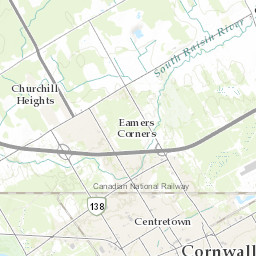 South Raisin River
Churchill
Heights
Eamers
Corners
Canadian National Railway
138
Centretown
Cornwall